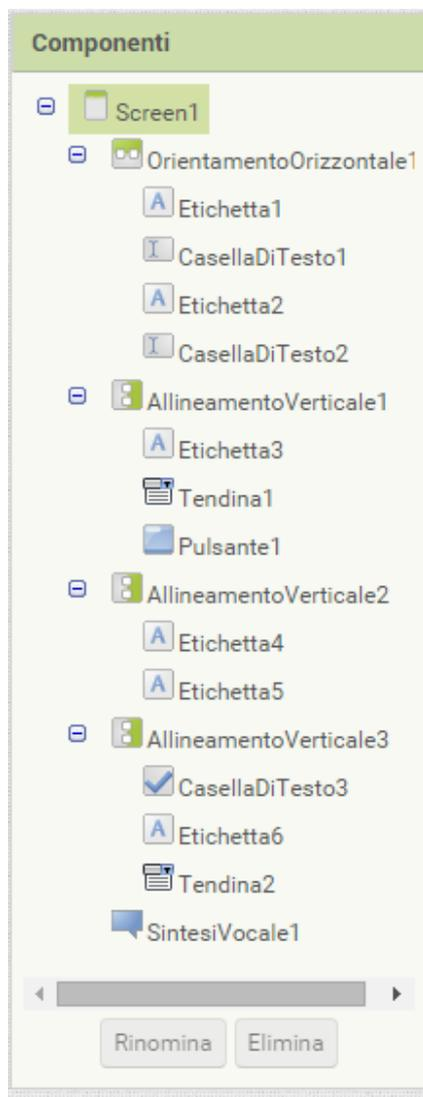 Componenti
Screen1
OrientamentoOrizzontale1
Etichetta1
CasellaDiTesto1
Etichetta2
CasellaDiTesto2
AllineamentoVerticale1
Etichetta3
Tendina1
Pulsante1
AllineamentoVerticale2
Etichetta4
Etichetta5
AllineamentoVerticale3
CasellaDiTesto3
Etichetta6
Tendina2
SintesiVocale1
Rinomina Elimina